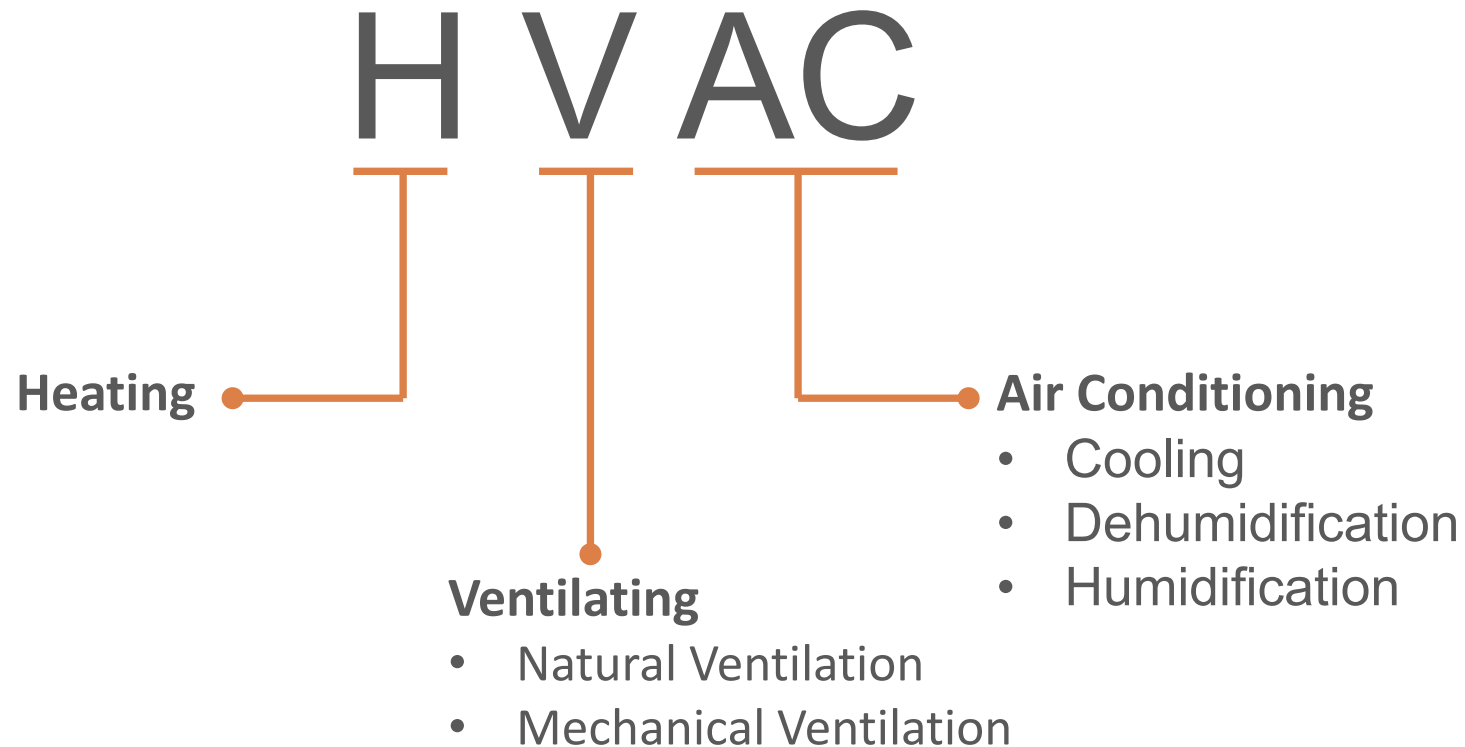 H V AC
Heating
Ventilating
• Natural Ventilation
• Mechanical Ventilation
Air Conditioning
• Cooling
• Dehumidification
• Humidification